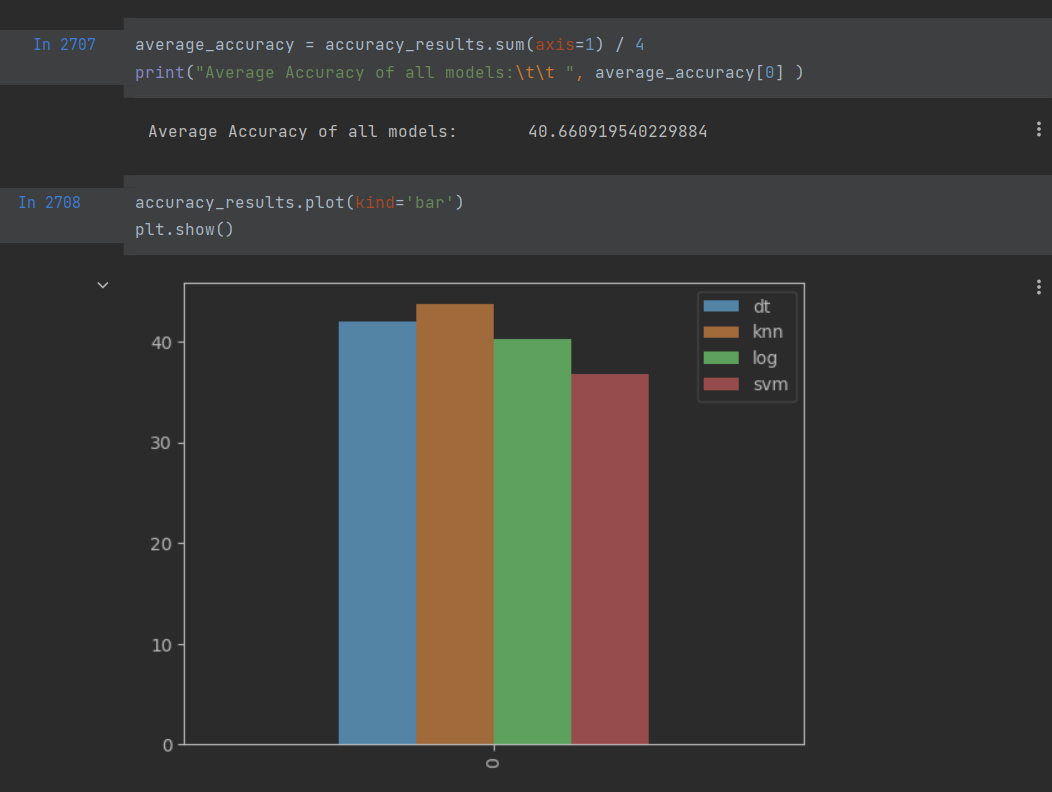 In 2707
average_accuracy = accuracy_results.sum(axis=1) / 4
print("Average Accuracy of all models:\t\t ", average_accuracy[0] )
Average Accuracy of all models:		 40.660919540229884
In 2708
accuracy_results.plot(kind='bar')
plt.show()
dt
knn
log
svm
40
30
20
10
0
0